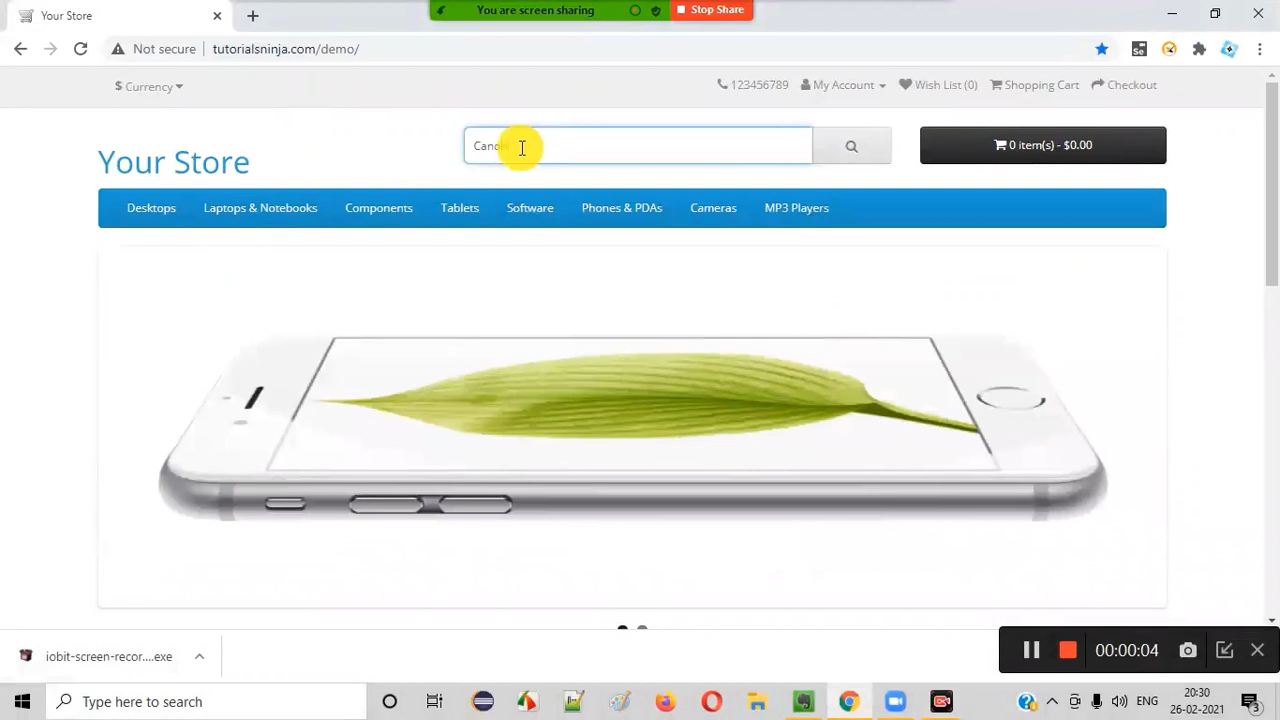 Your Store
You are screen sharing
Stop Share
Not secure
tutorialsninja.com/demo/
Se
$ Currency
123456789
My Account
Wish List (0)
Shopping Cart
Checkout
Your Store
0 item(s) - $0.00
Desktops
Laptops & Notebooks
Components
Tablets
Software
Phones & PDAs
Cameras
MP3 Players
iobit-screen-recor....exe
00:00:04
Type here to search
ENG
20:30
26-02-2021
3